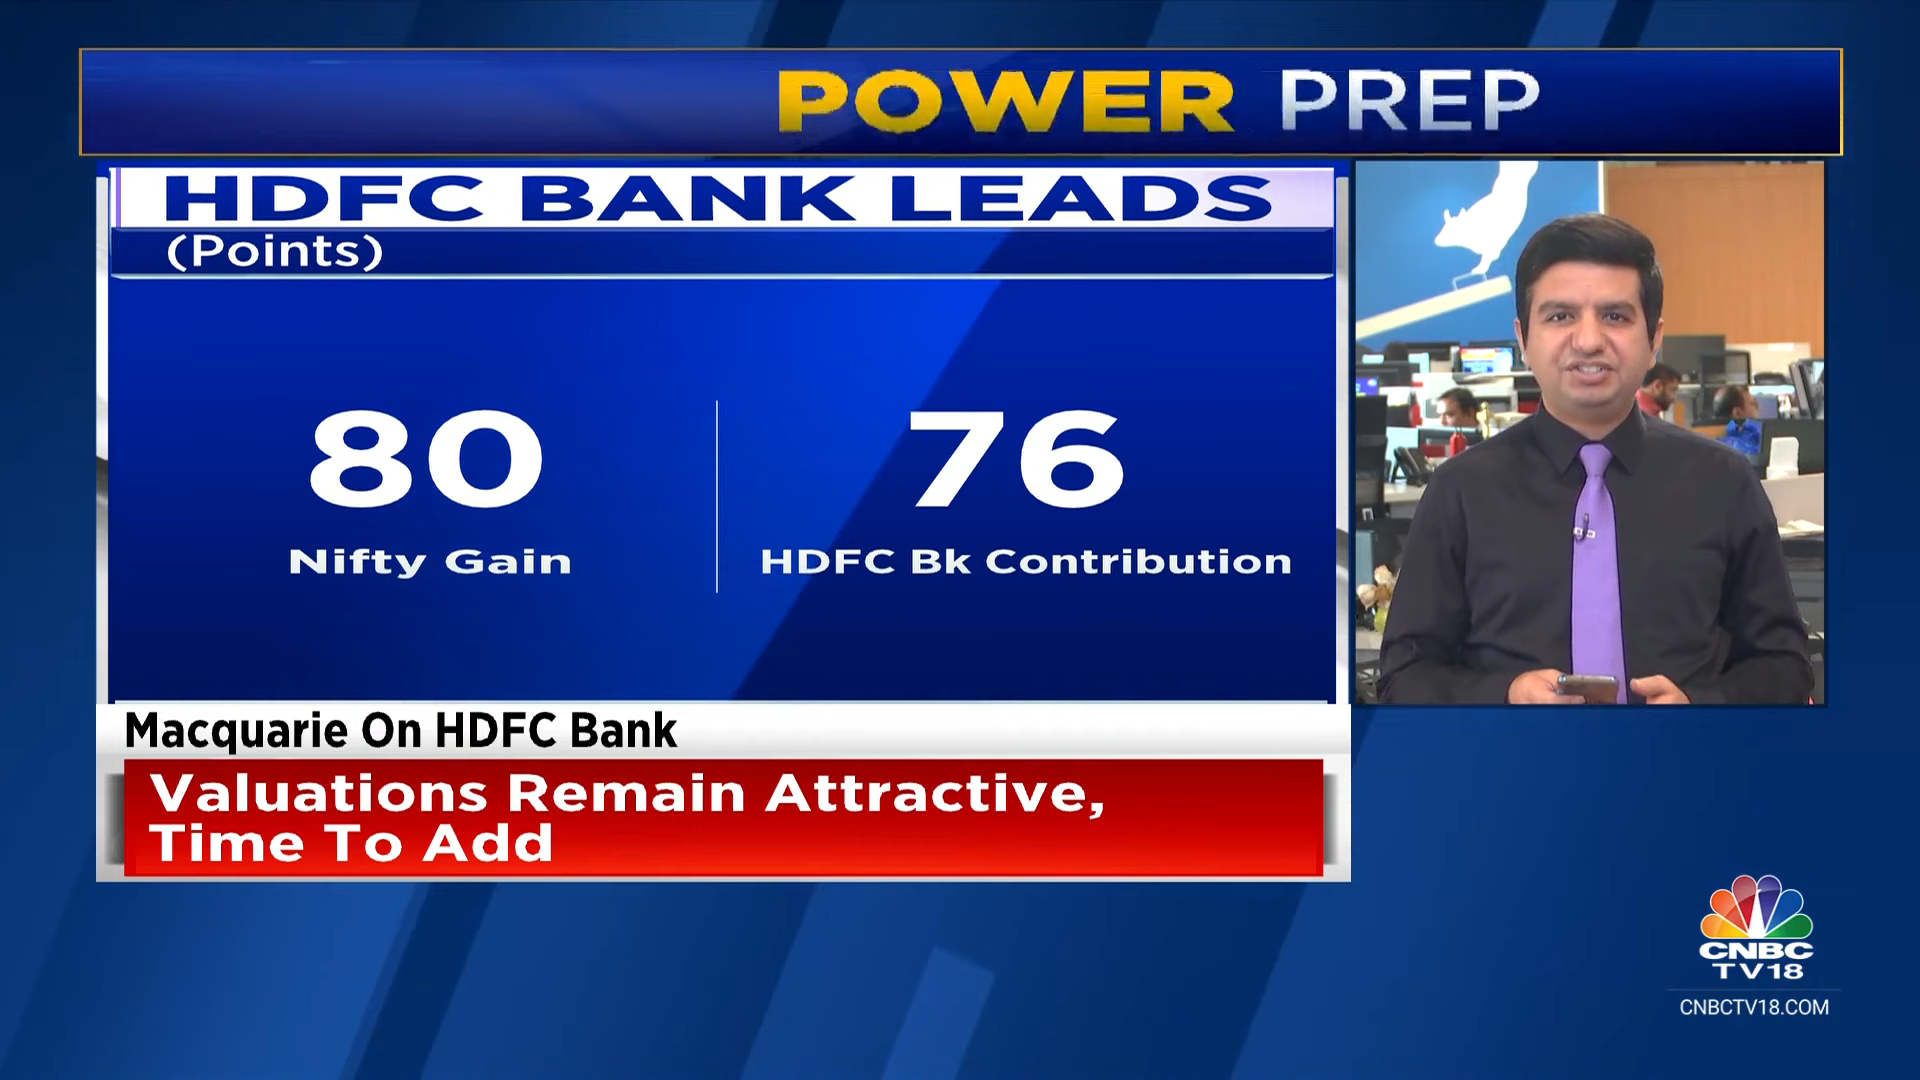 POWER PREP
HDFC BANK LEADS
(Points)
80
Nifty Gain
76
HDFC Bk Contribution
Macquarie On HDFC Bank
Valuations Remain Attractive,
Time To Add
CNBC
TV18
CNBCTV18.COM